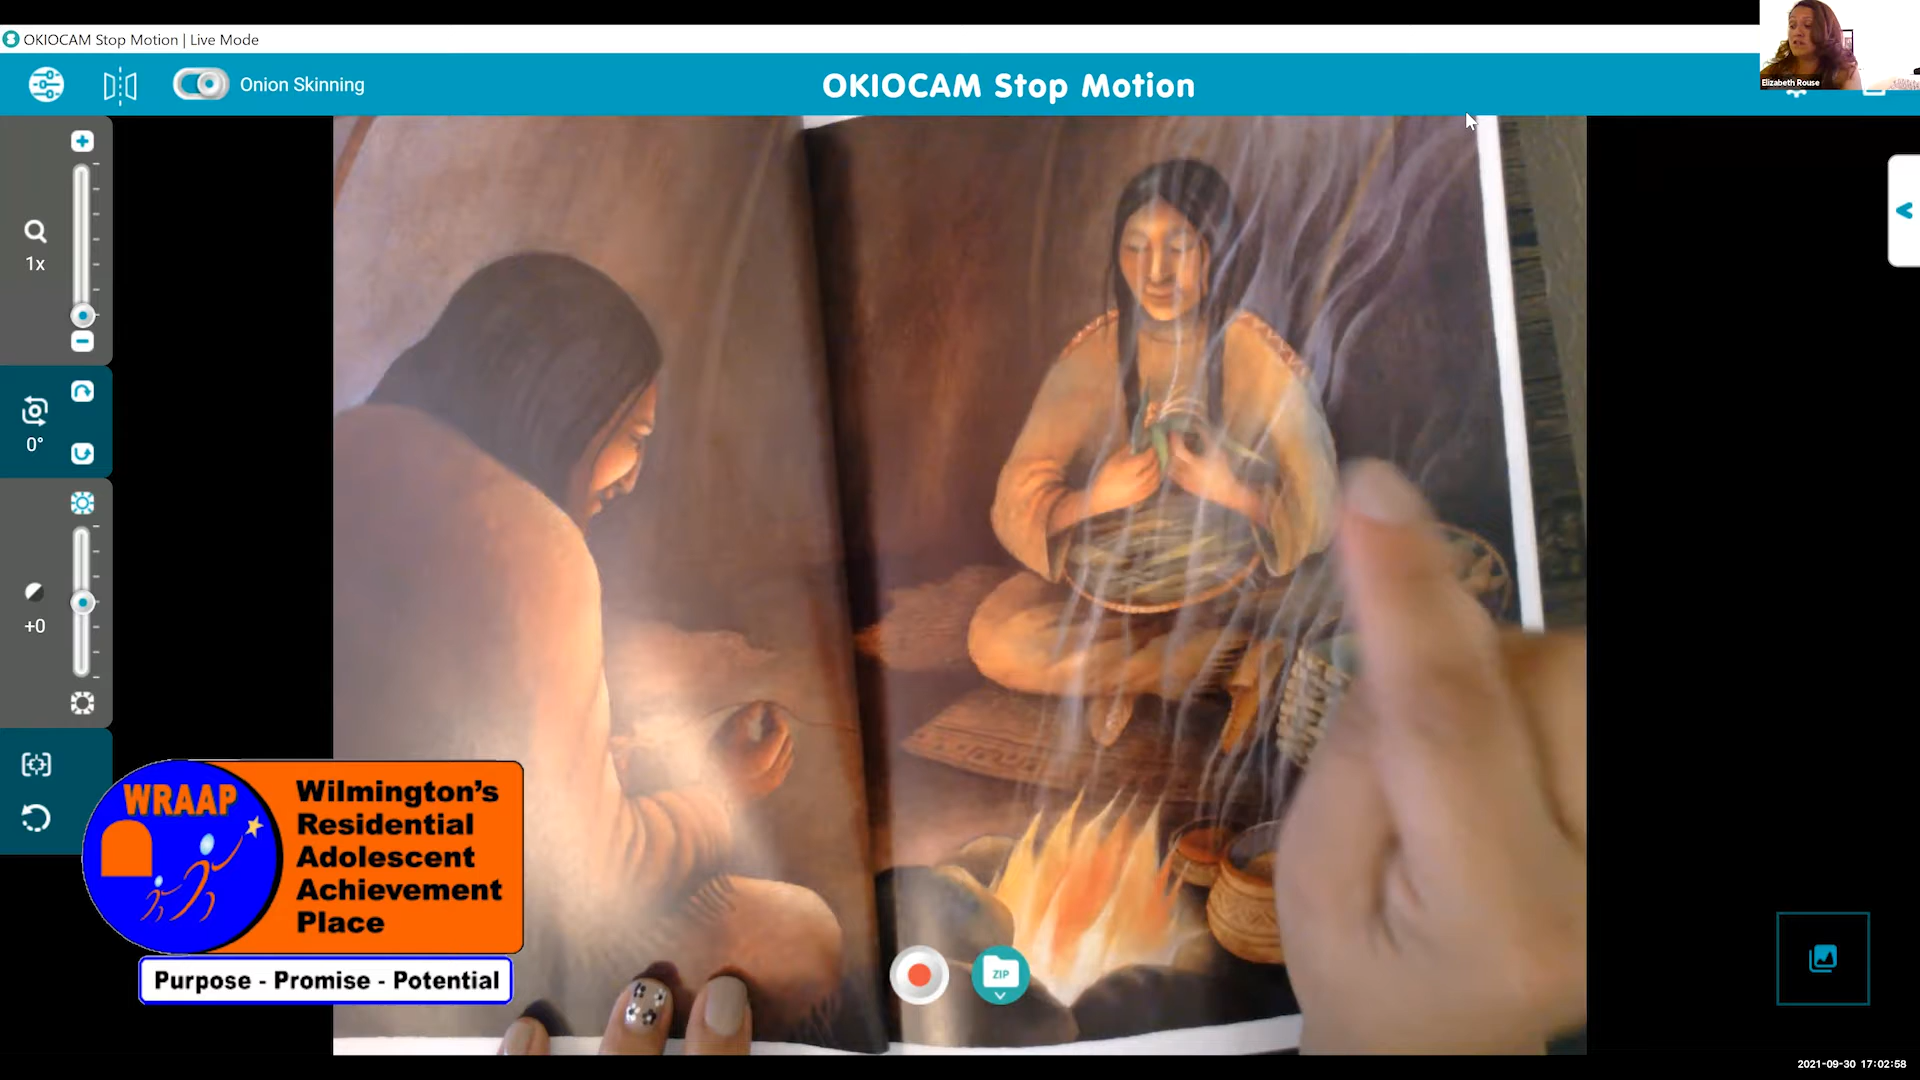 OKIOCAM Stop Motion | Live Mode
Onion Skinning
OKIOCAM Stop Motion
Elizabeth Rouse
1x
0°
+0
WRAAP
Wilmington's
Residential
Adolescent
Achievement
Place
Purpose - Promise - Potential
ZIP
2021-09-30 17:02:58